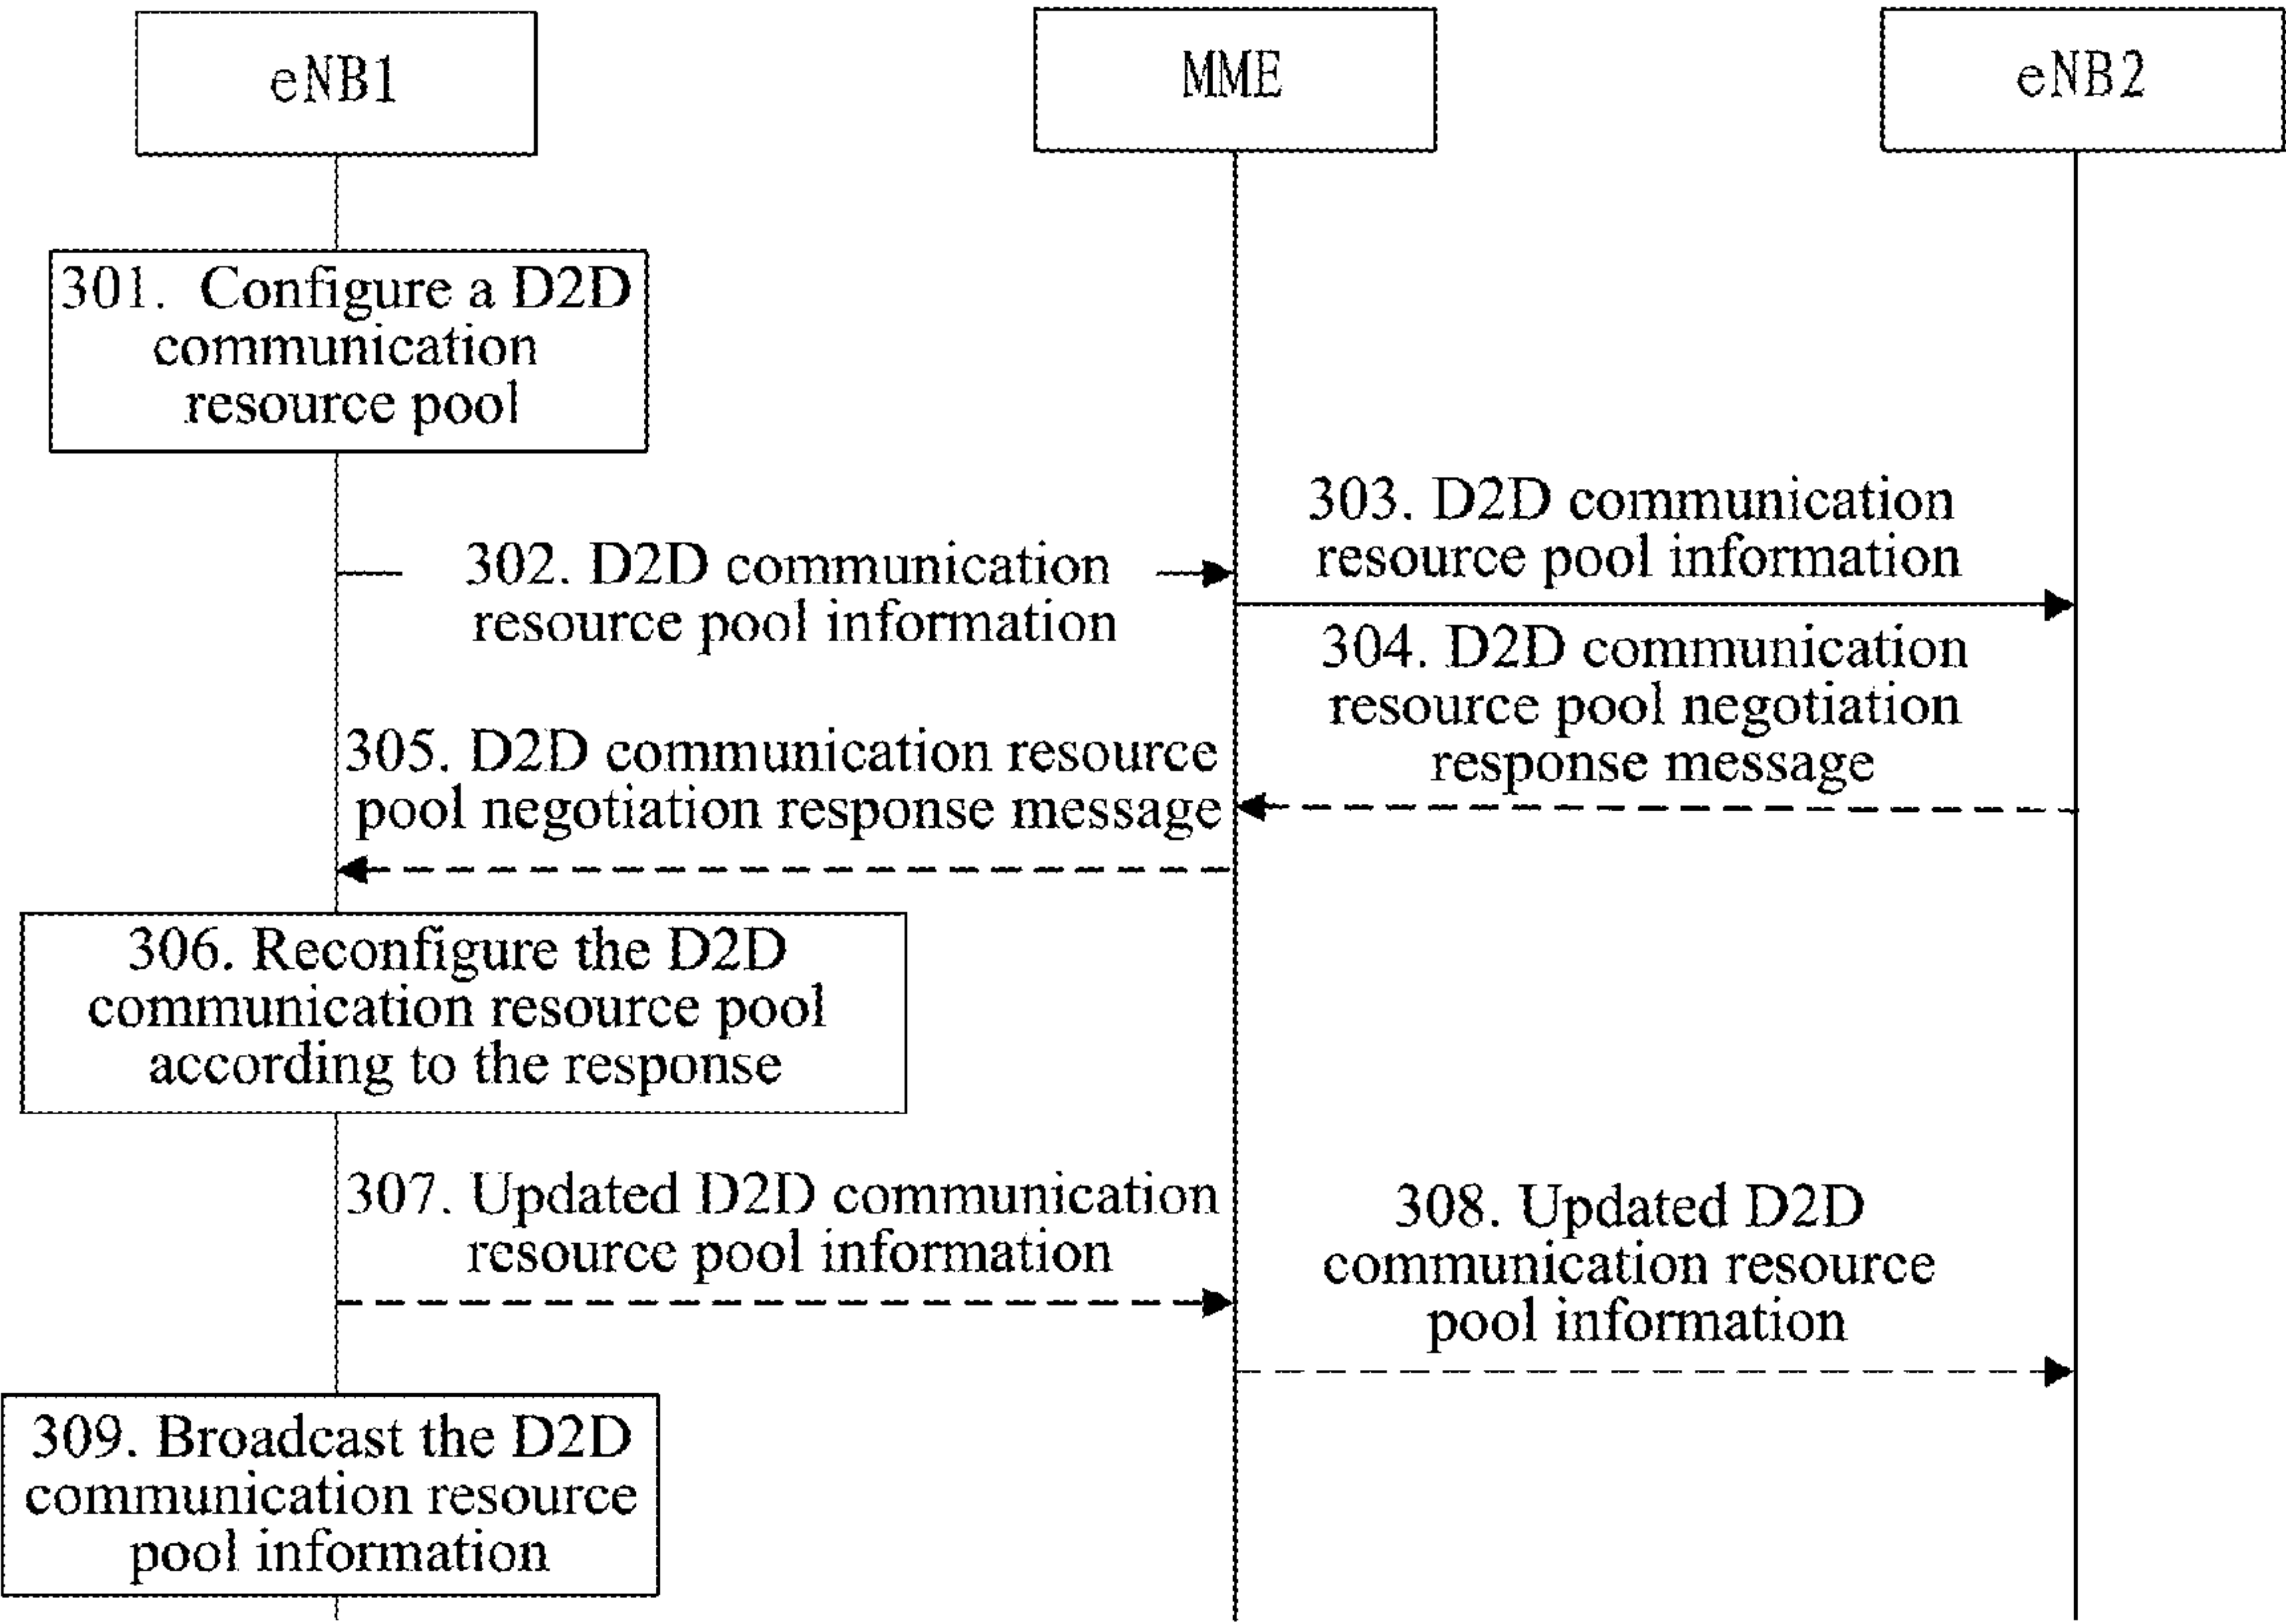 eNB1
MME
eNB2
301. Configure a D2D
communication
resource pool
302. D2D communication
resource pool information
303. D2D communication
resource pool information
304. D2D communication
resource pool negotiation
response message
305. D2D communication resource
pool negotiation response message
306. Reconfigure the D2D
communication resource pool
according to the response
307. Updated D2D communication
resource pool information
308. Updated D2D
communication resource
pool information
309. Broadcast the D2D
communication resource
pool information